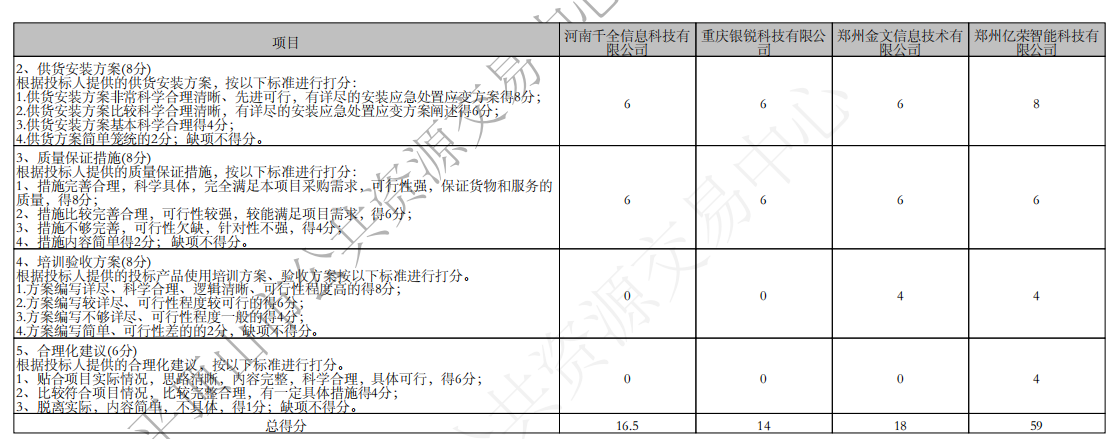 项目 河南千全信息科技有限公司 重庆银锐科技有限公司 郑州金文信息技术有限公司 郑州亿荣智能科技有限公司
2、供货安装方案(8分)
根据投标人提供的供货安装方案，按以下标准进行打分：
1.供货安装方案非常科学合理清晰、先进可行，有详尽的安装应急处置应变方案得8分；
2.供货安装方案比较科学合理清晰，有详尽的安装应急处置应变方案阐述得6分；
3.供货安装方案基本科学合理得4分；
4.供货方案简单笼统的2分；缺项不得分。
6 6 6 8
3、质量保证措施(8分)
根据投标人提供的质量保证措施，按以下标准进行打分：
1、措施完善合理，科学具体，完全满足本项目采购需求，可行性强，保证货物和服务的
质量，得8分；
2、措施比较完善合理，可行性较强，较能满足项目需求，得6分；
3、措施不够完善，可行性欠缺，针对性不强，得4分；
4、措施内容简单得2分；缺项不得分。
6 6 6 6
4、培训验收方案(8分)
根据投标人提供的投标产品使用培训方案、验收方案按以下标准进行打分。
1.方案编写详尽、科学合理、逻辑清晰、可行性程度高的得8分；
2.方案编写较详尽、可行性程度较可行的得6分；
3.方案编写不够详尽、可行性程度一般的得4分；
4.方案编写简单、可行性差的的2分，缺项不得分。
0 0 4 4
5、合理化建议(6分)
根据投标人提供的合理化建议。按以下标准进行打分。
1、贴合项目实际情况，思路清晰，内容完整，科学合理，具体可行，得6分；
2、比较符合项目情况，比较完整合理，有一定具体措施得4分；
3、脱离实际，内容简单，不具体，得1分；缺项不得分。
0 0 0 4
总得分 16.5 14 18 59
公共资源交易中心
公共资源交易中心